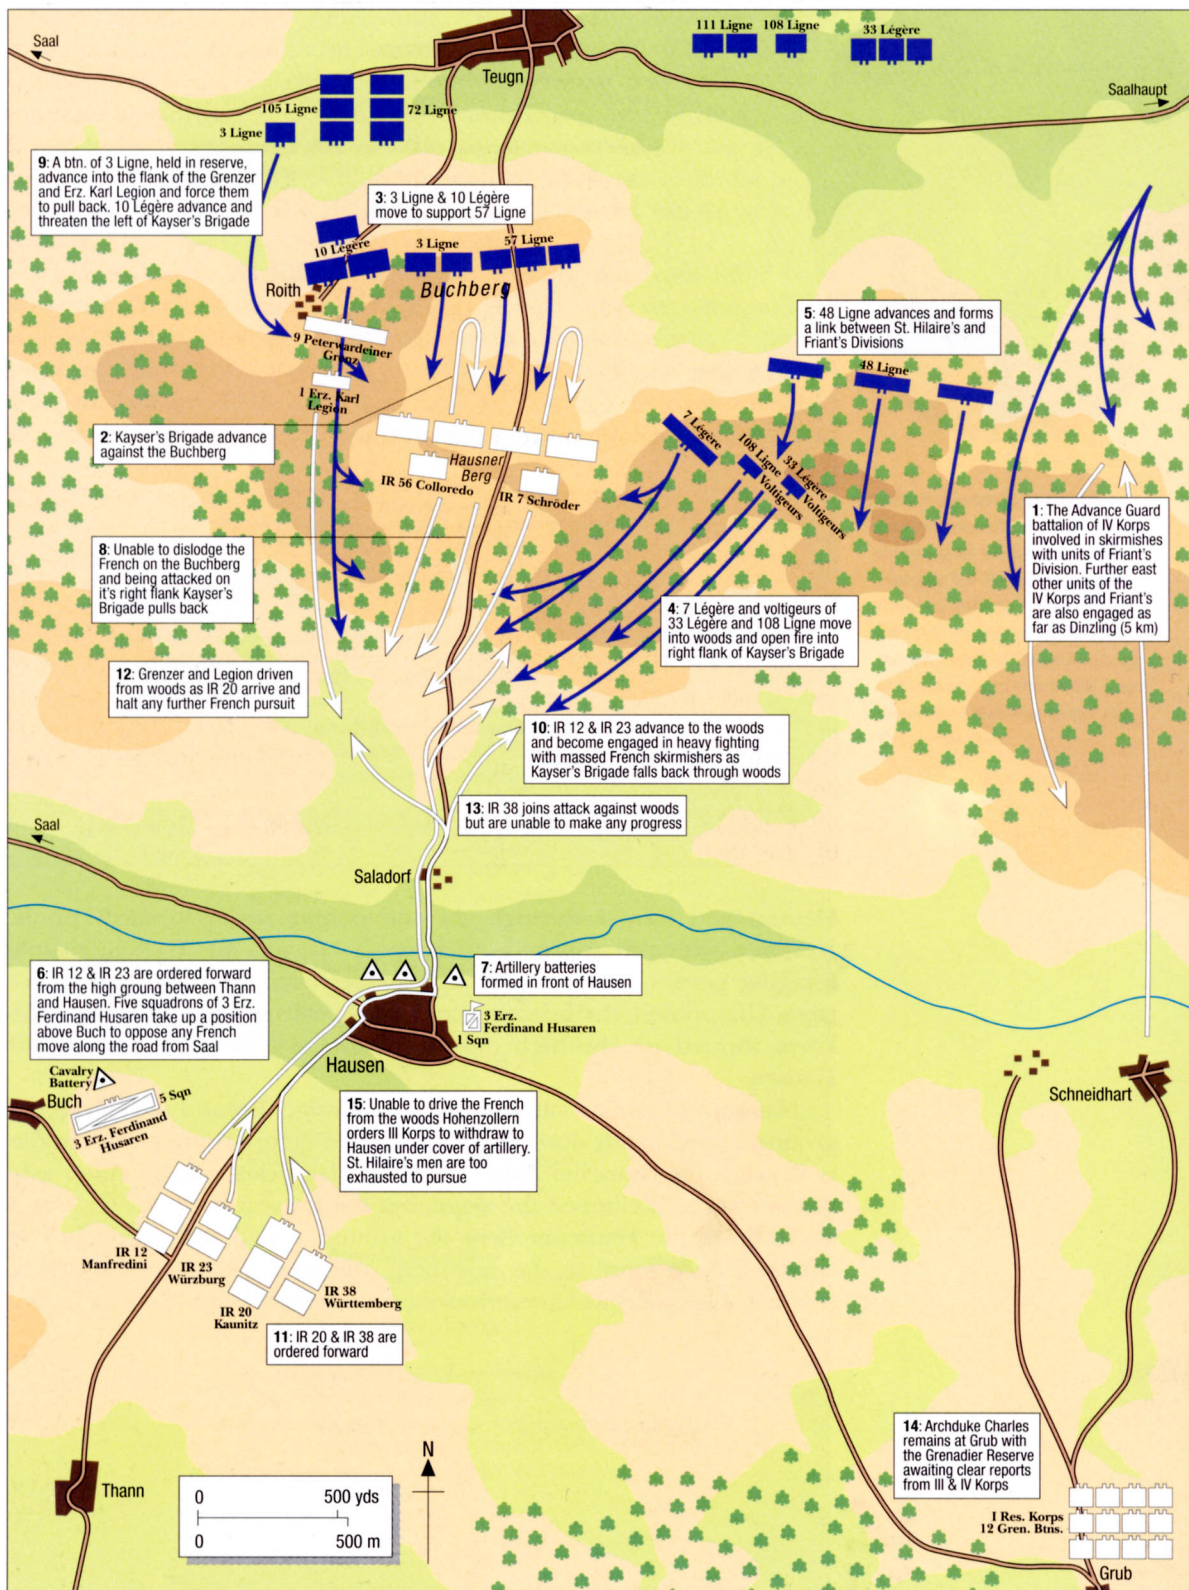 111 Ligne
108 Ligne
33 Légère
Saal
Teugn
Saalhaupt
105 Ligne
72 Ligne
3 Ligne
9: A btn. of 3 Ligne, held in reserve,
advance into the flank of the Grenzer
and Erz. Karl Legion and force them
to pull back. 10 Légère advance and
threaten the left of Kayser's Brigade
3: 3 Ligne & 10 Légère
move to support 57 Ligne
10 Légère
3 Ligne
57 Ligne
Roith
Buchberg
5: 48 Ligne advances and forms
a link between St. Hilaire's and
Friant's Divisions
9 Peterwardeiner
Grenz
48 Ligne
1 Erz. Karl
Legion
2: Kayser's Brigade advance
against the Buchberg
7 Légère
108 Ligne
Voltigeurs
33 Légère
Voltigeurs
Hausner
Berg
IR 56 Colloredo
IR 7 Schröder
1: The Advance Guard
battalion of IV Korps
involved in skirmishes
with units of Friant's
Division. Further east
other units of the
IV Korps and Friant's
are also engaged as
far as Dinzling (5 km)
8: Unable to dislodge the
French on the Buchberg
and being attacked on
it's right flank Kayser's
Brigade pulls back
4: 7 Légère and voltigeurs of
33 Légère and 108 Ligne move
into woods and open fire into
right flank of Kayser's Brigade
12: Grenzer and Legion driven
from woods as IR 20 arrive and
halt any further French pursuit
10: IR 12 & IR 23 advance to the woods
and become engaged in heavy fighting
with massed French skirmishers as
Kayser's Brigade falls back through woods
13: IR 38 joins attack against woods
but are unable to make any progress
Saal
Saladorf
6: IR 12 & IR 23 are ordered forward
from the high groung between Thann
and Hausen. Five squadrons of 3 Erz.
Ferdinand Husaren take up a position
above Buch to oppose any French
move along the road from Saal
7: Artillery batteries
formed in front of Hausen
3 Erz.
Ferdinand Husaren
1 Sqn
Hausen
Cavalry
Battery
Buch
5 Sqn
3 Erz. Ferdinand
Husaren
Schneidhart
15: Unable to drive the French
from the woods Hohenzollern
orders III Korps to withdraw to
Hausen under cover of artillery.
St. Hilaire's men are too
exhausted to pursue
IR 12
Manfredini
IR 23
Würzburg
IR 20
Kaunitz
IR 38
Württemberg
11: IR 20 & IR 38 are
ordered forward
14: Archduke Charles
remains at Grub with
the Grenadier Reserve
awaiting clear reports
from III & IV Korps
N
Thann
0 500 yds
0 500 m
I Res. Korps
12 Gren. Btns.
Grub